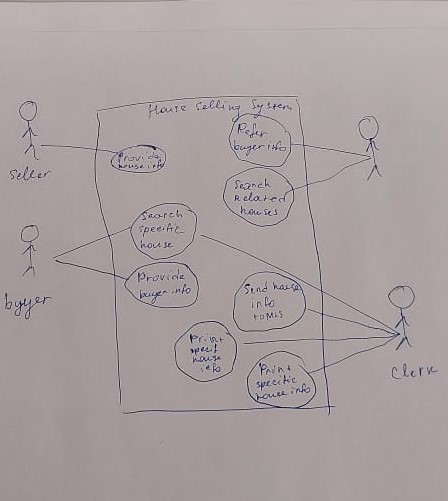 House Selling System
Refer
buyer info
Provide
house info
Seller
Search
Related
houses
Search
specific
house
buyer
Provide
buyer info
Send house
info
to MLS
Print
specif
house
info
Print
specific
house info
Clerk